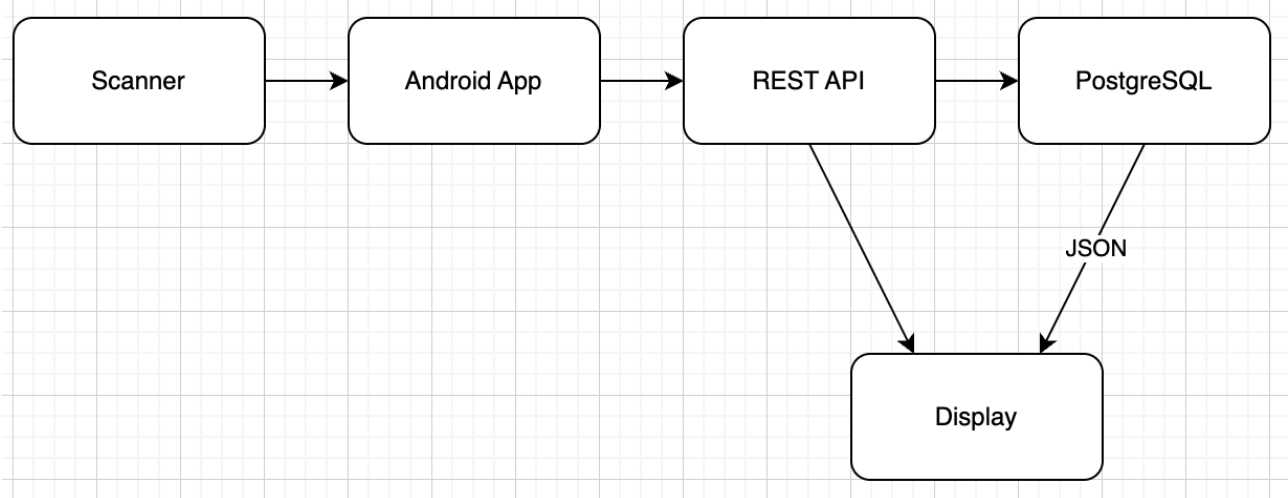 Scanner
Android App
REST API
PostgreSQL
JSON
Display